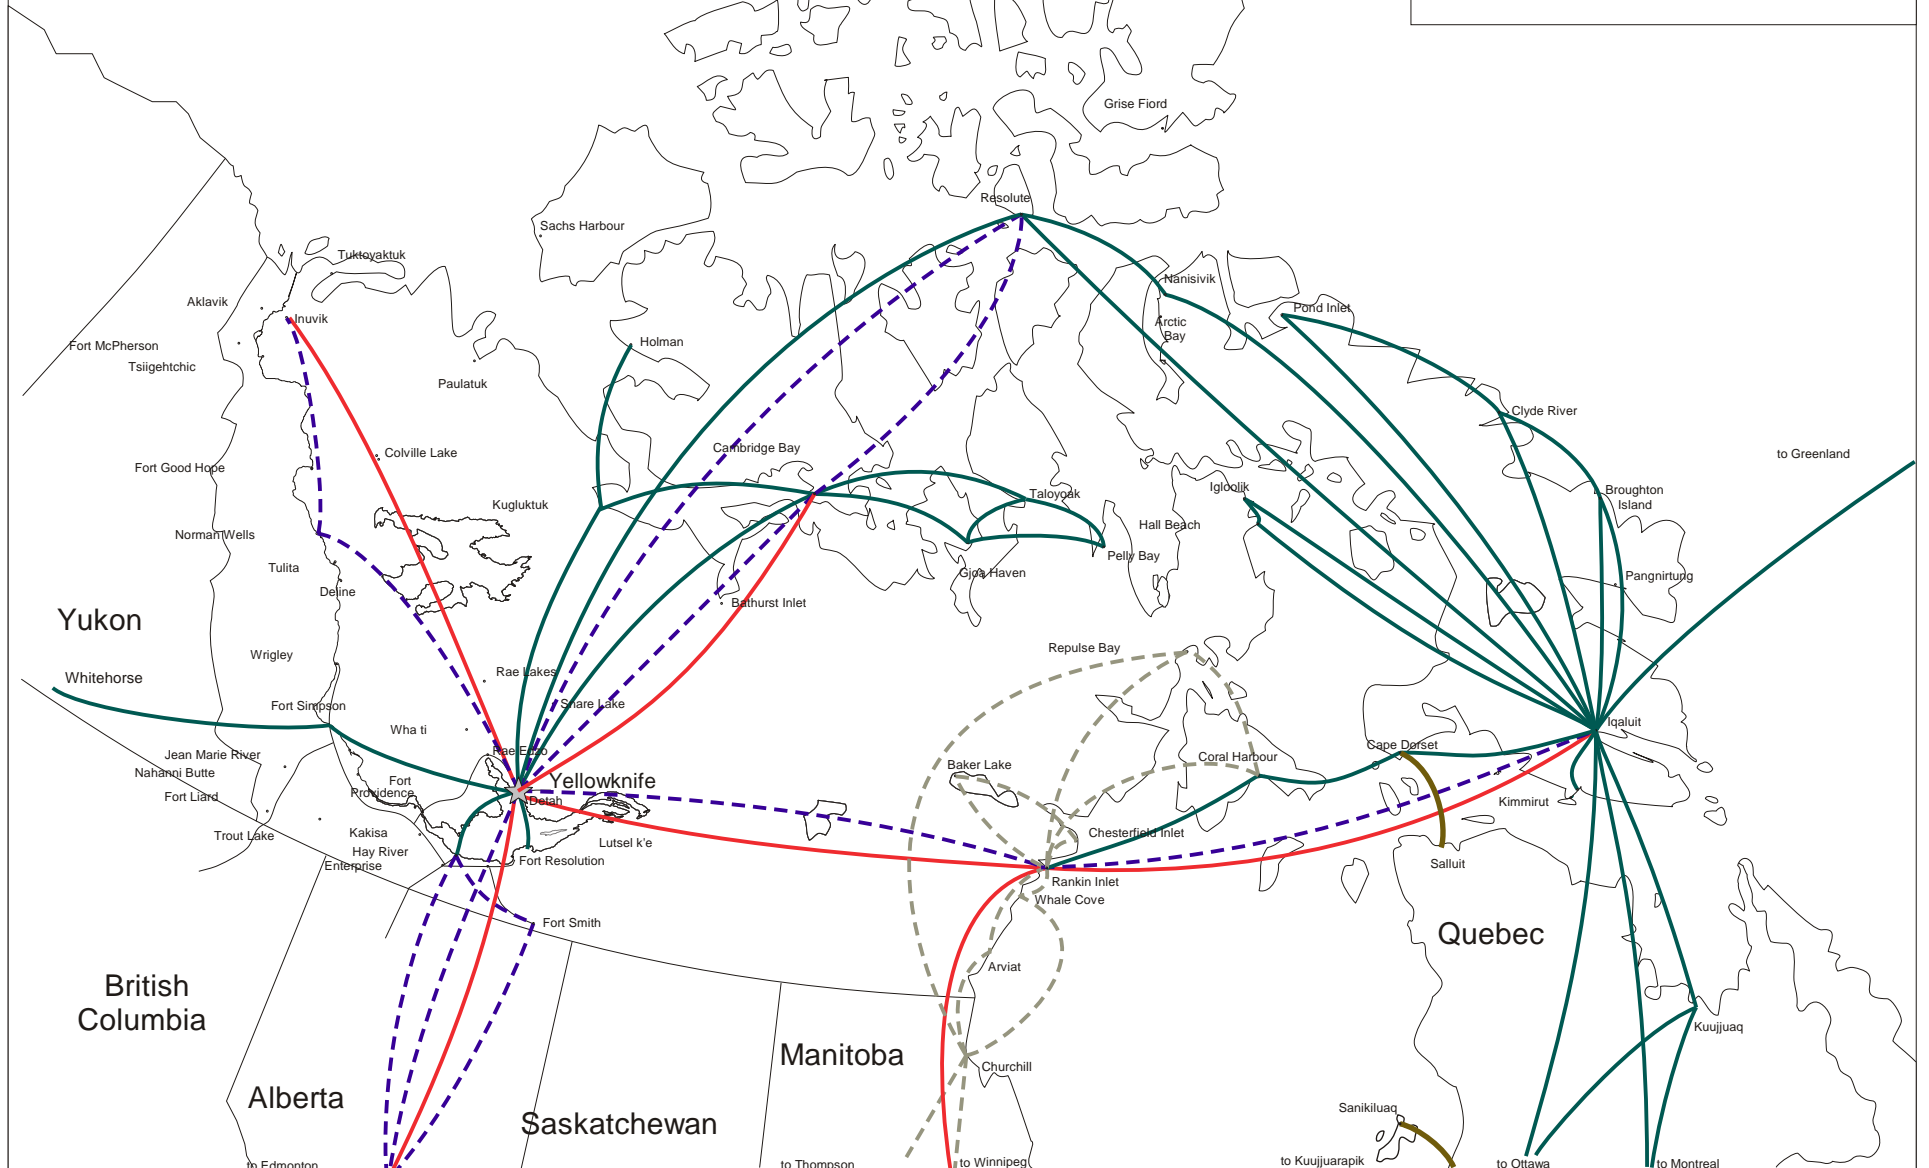 Grise Fiord
Resolute
Sachs Harbour
Tuktoyaktuk
Nanisivik
Aklavik
Inuvik
Pond Inlet
Arctic
Bay
Holman
Fort McPherson
Tsiigehtchic
Paulatuk
Clyde River
Cambridge Bay
Colville Lake
to Greenland
Fort Good Hope
Igloolik
Taloyoak
Broughton
Island
Kugluktuk
Hall Beach
Norman Wells
Pelly Bay
Tulita
Gjoa Haven
Pangnirtung
Deline
Bathurst Inlet
Yukon
Repulse Bay
Wrigley
Rae Lakes
Whitehorse
Snare Lake
Fort Simpson
Iqaluit
Wha ti
Cape Dorset
Rae Edzo
Jean Marie River
Coral Harbour
Baker Lake
Nahanni Butte
Yellowknife
Fort
Providence
Detah
Fort Liard
Kimmirut
Trout Lake
Kakisa
Chesterfield Inlet
Lutsel k'e
Hay River
Fort Resolution
Enterprise
Salluit
Rankin Inlet
Whale Cove
Fort Smith
Quebec
Arviat
British
Columbia
Kuujjuaq
Manitoba
Churchill
Alberta
Sanikiluaq
Saskatchewan
to Edmonton
to Thompson
to Winnipeg
to Kuujjuarapik
to Ottawa
to Montreal